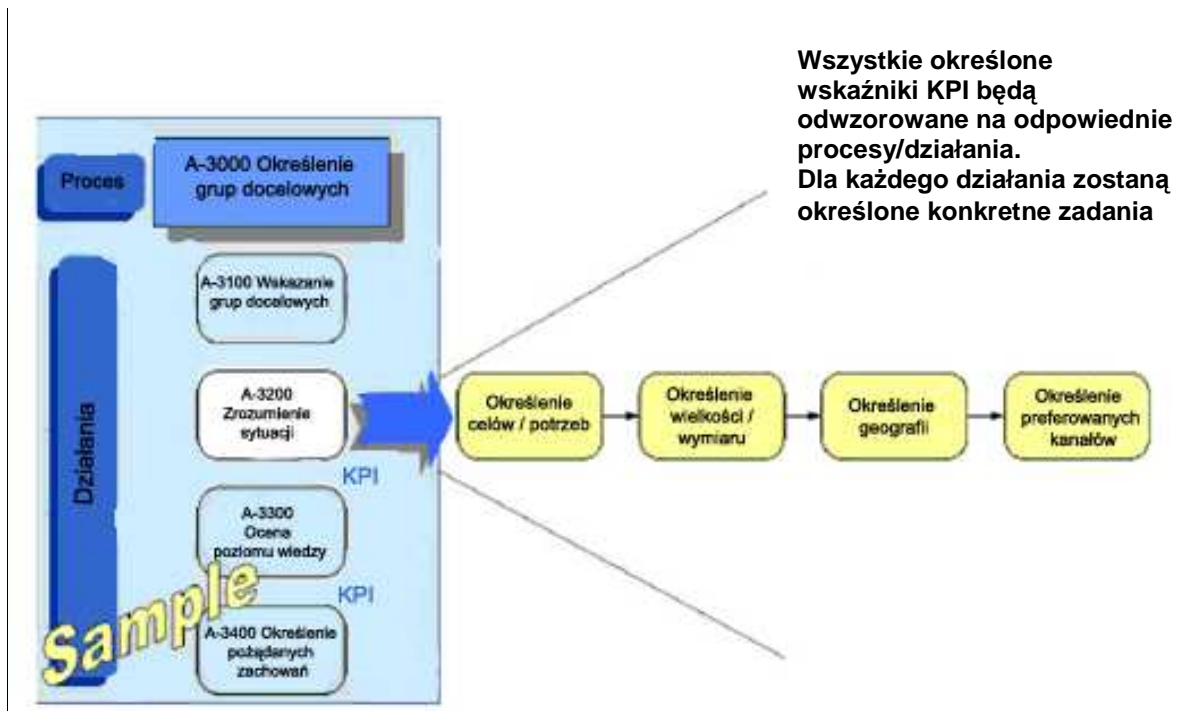 Wszystkie określone
wskaźniki KPI będą
odwzorowane na odpowiednie
procesy/działania.
Dla każdego działania zostaną
określone konkretne zadania
Proces
A-3000 Określenie
grup docelowych
Działania
A-3100 Wskazanie
grup docelowych
A-3200
Zrozumienie
sytuacji
KPI
A-3300
Ocena
poziomu wiedzy
KPI
A-3400 Określenie
pożądanych
zachowań
Sample
Określenie
celów / potrzeb
Określenie
wielkości /
wymiaru
Określenie
geografii
Określenie
preferowanych
kanałów